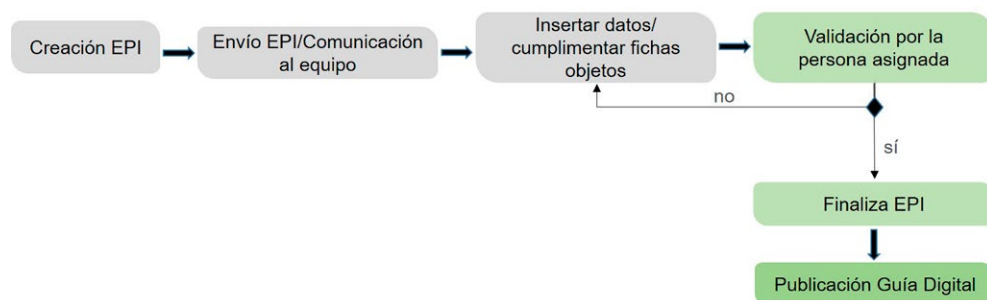 Creación EPI
Envío EPI/Comunicación
al equipo
Insertar datos/
cumplimentar fichas
objetos
Validación por la
persona asignada
no
sí
Finaliza EPI
Publicación Guía Digital